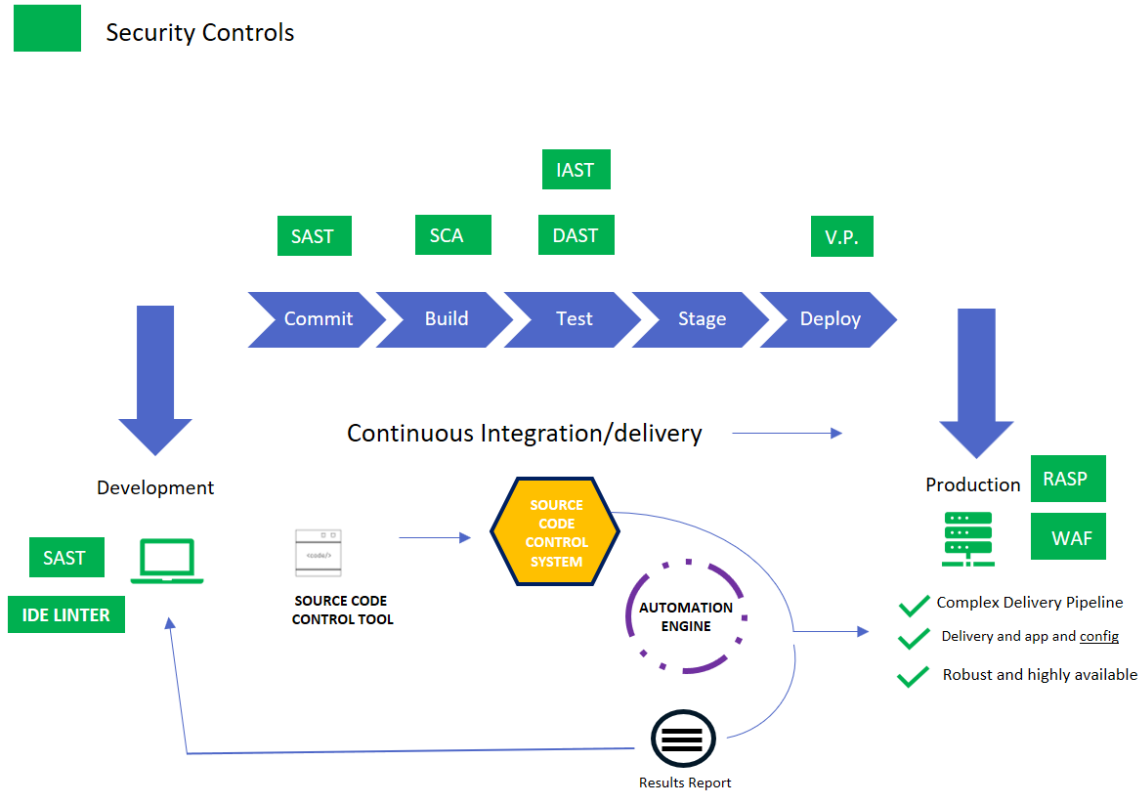 Security Controls
IAST
SAST
SCA
DAST
V.P.
Commit
Build
Test
Stage
Deploy
Continuous Integration/delivery
Development
Production
RASP
WAF
SAST
IDE LINTER
<code/>
SOURCE CODE
CONTROL TOOL
SOURCE
CODE
CONTROL
SYSTEM
AUTOMATION
ENGINE
Complex Delivery Pipeline
Delivery and app and config
Robust and highly available
Results Report